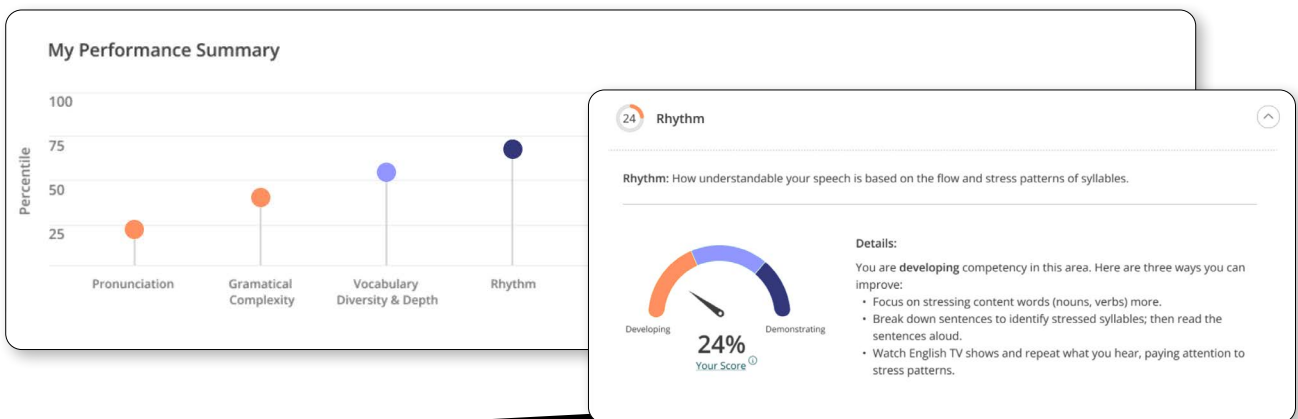 My Performance Summary
100
75
50
25
Percentile
Pronunciation
Gramatical
Complexity
Vocabulary
Diversity & Depth
Rhythm
24 Rhythm
Rhythm: How understandable your speech is based on the flow and stress patterns of syllables.
Developing
Demonstrating
24%
Your Score
Details:
You are developing competency in this area. Here are three ways you can
improve:
• Focus on stressing content words (nouns, verbs) more.
• Break down sentences to identify stressed syllables; then read the
sentences aloud.
• Watch English TV shows and repeat what you hear, paying attention to
stress patterns.